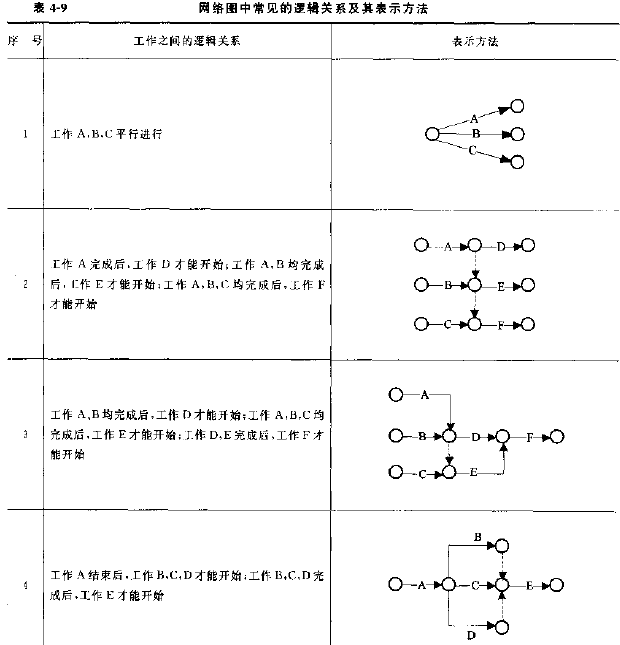 表 4-9 网络图中常见的逻辑关系及其表示方法
序 号 工作之间的逻辑关系 表示方法
A
1 工作 A,B,C 平行进行 B
C
A D
工作 A 完成后,工作 D 才能开始;工作 A,B 均完成
2 后,工作 E 才能开始;工作 A,B,C 均完成后,工作 F B E
才能开始
C F
A
工作 A,B 均完成后,工作 D 才能开始;工作 A,B,C 均
3 完成后,工作 E 才能开始;工作 D,E 完成后,工作 F 才 B D F
能开始
C E
B
工作 A 结束后,工作 B,C,D 才能开始;工作 B,C,D 完
4 成后,工作 E 才能开始 A C E
D